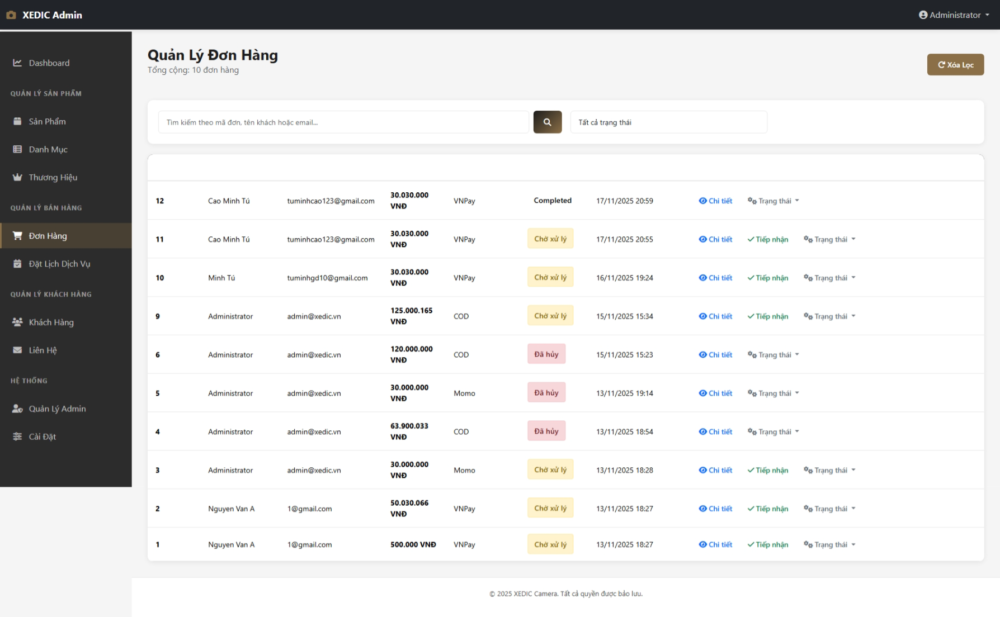 XEDIC Admin
Administrator
Dashboard
QUẢN LÝ SẢN PHẨM
Sản Phẩm
Danh Mục
Thương Hiệu
QUẢN LÝ BÁN HÀNG
Đơn Hàng
Đặt Lịch Dịch Vụ
QUẢN LÝ KHÁCH HÀNG
Khách Hàng
Liên Hệ
HỆ THỐNG
Quản Lý Admin
Cài Đặt
Quản Lý Đơn Hàng
Tổng cộng: 10 đơn hàng
Xóa Lọc
Tìm kiếm theo mã đơn, tên khách hoặc email...
Tất cả trạng thái
12 Cao Minh Tú tuminhcao123@gmail.com 30.030.000 VNĐ VNPay Completed 17/11/2025 20:59 Chi tiết Trạng thái
11 Cao Minh Tú tuminhcao123@gmail.com 30.030.000 VNĐ VNPay Chờ xử lý 17/11/2025 20:55 Chi tiết Tiếp nhận Trạng thái
10 Minh Tú tuminhgd10@gmail.com 30.030.000 VNĐ VNPay Chờ xử lý 16/11/2025 19:24 Chi tiết Tiếp nhận Trạng thái
9 Administrator admin@xedic.vn 125.000.165 VNĐ COD Chờ xử lý 15/11/2025 15:34 Chi tiết Tiếp nhận Trạng thái
6 Administrator admin@xedic.vn 120.000.000 VNĐ COD Đã hủy 15/11/2025 15:23 Chi tiết Trạng thái
5 Administrator admin@xedic.vn 30.000.000 VNĐ Momo Đã hủy 13/11/2025 19:14 Chi tiết Trạng thái
4 Administrator admin@xedic.vn 63.900.033 VNĐ COD Đã hủy 13/11/2025 18:54 Chi tiết Trạng thái
3 Administrator admin@xedic.vn 30.000.000 VNĐ Momo Chờ xử lý 13/11/2025 18:28 Chi tiết Tiếp nhận Trạng thái
2 Nguyen Van A 1@gmail.com 50.030.066 VNĐ VNPay Chờ xử lý 13/11/2025 18:27 Chi tiết Tiếp nhận Trạng thái
1 Nguyen Van A 1@gmail.com 500.000 VNĐ VNPay Chờ xử lý 13/11/2025 18:27 Chi tiết Tiếp nhận Trạng thái
© 2025 XEDIC Camera. Tất cả quyền được bảo lưu.